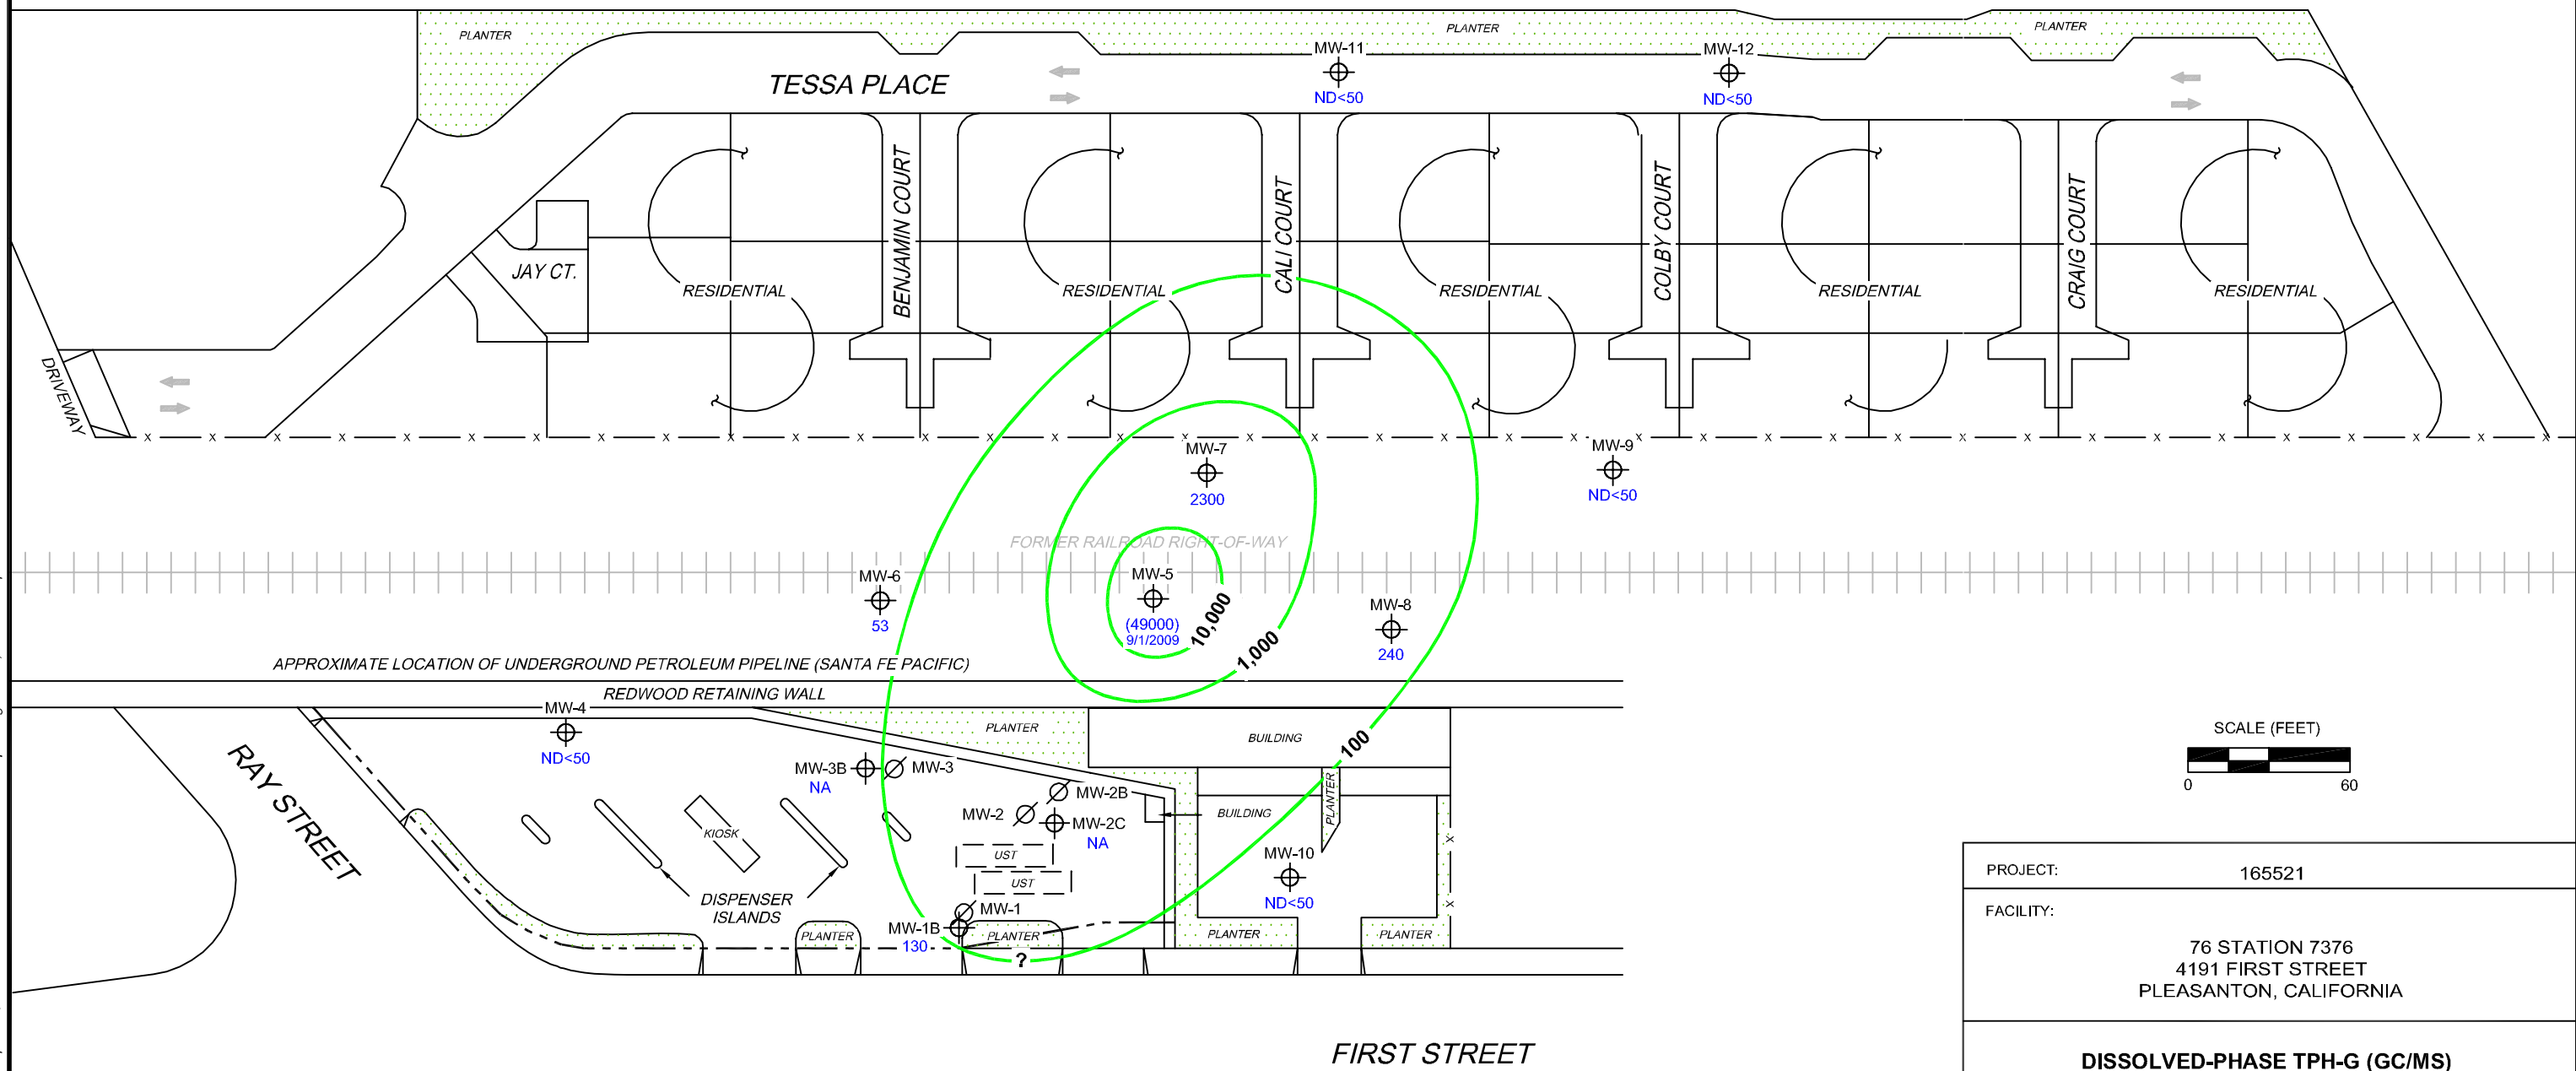 PLANTER
PLANTER
PLANTER
MW-11
ND<50
MW-12
ND<50
TESSA PLACE
BENJAMIN COURT
CALI COURT
COLBY COURT
CRAIG COURT
JAY CT.
RESIDENTIAL
RESIDENTIAL
RESIDENTIAL
RESIDENTIAL
RESIDENTIAL
DRIVEWAY
MW-7
2300
MW-9
ND<50
FORMER RAILROAD RIGHT-OF-WAY
MW-6
53
MW-5
(49000)
9/1/2009
10,000
1,000
MW-8
240
APPROXIMATE LOCATION OF UNDERGROUND PETROLEUM PIPELINE (SANTA FE PACIFIC)
REDWOOD RETAINING WALL
MW-4
ND<50
PLANTER
BUILDING
100
RAY STREET
MW-3B
NA
MW-3
MW-2B
MW-2
MW-2C
NA
BUILDING
PLANTER
KIOSK
UST
UST
MW-10
ND<50
DISPENSER
ISLANDS
MW-1
MW-1B
130
PLANTER
PLANTER
PLANTER
PLANTER
?
FIRST STREET
SCALE (FEET)
0 60
PROJECT: 165521
FACILITY:
76 STATION 7376
4191 FIRST STREET
PLEASANTON, CALIFORNIA
DISSOLVED-PHASE TPH-G (GC/MS)